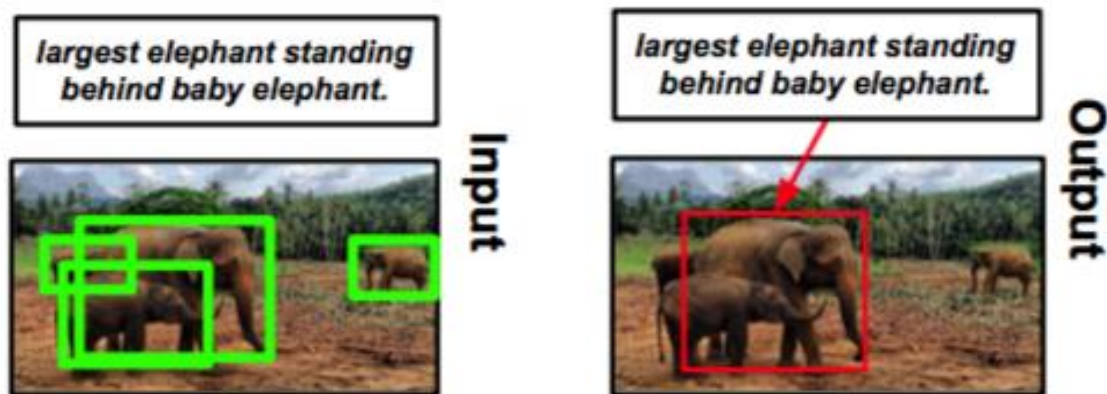 largest elephant standing
behind baby elephant.
Input
largest elephant standing
behind baby elephant.
Output